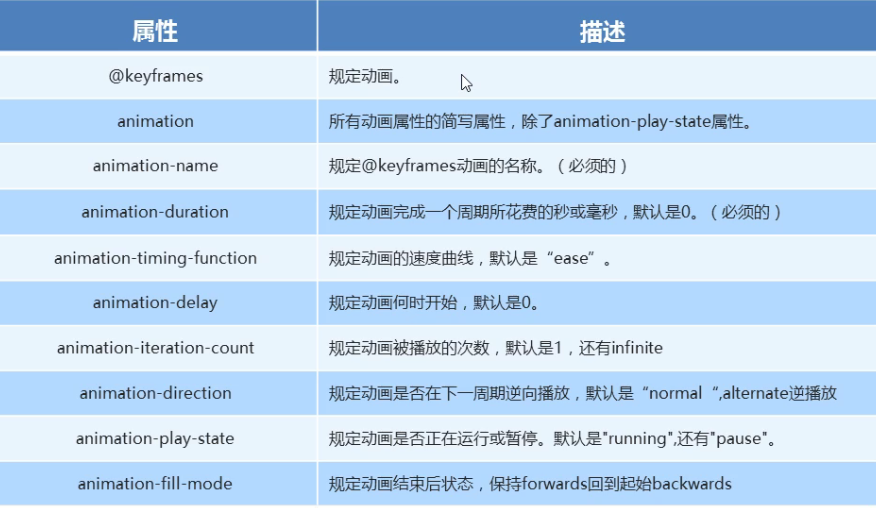 属性 描述
@keyframes 规定动画。
animation 所有动画属性的简写属性，除了animation-play-state属性。
animation-name 规定@keyframes动画的名称。（必须的）
animation-duration 规定动画完成一个周期所花费的秒或毫秒，默认是0。（必须的）
animation-timing-function 规定动画的速度曲线，默认是“ease”。
animation-delay 规定动画何时开始，默认是0。
animation-iteration-count 规定动画被播放的次数，默认是1，还有infinite
animation-direction 规定动画是否在下一周期逆向播放，默认是“normal“,alternate逆播放
animation-play-state 规定动画是否正在运行或暂停。默认是"running",还有"pause"。
animation-fill-mode 规定动画结束后状态，保持forwards回到起始backwards